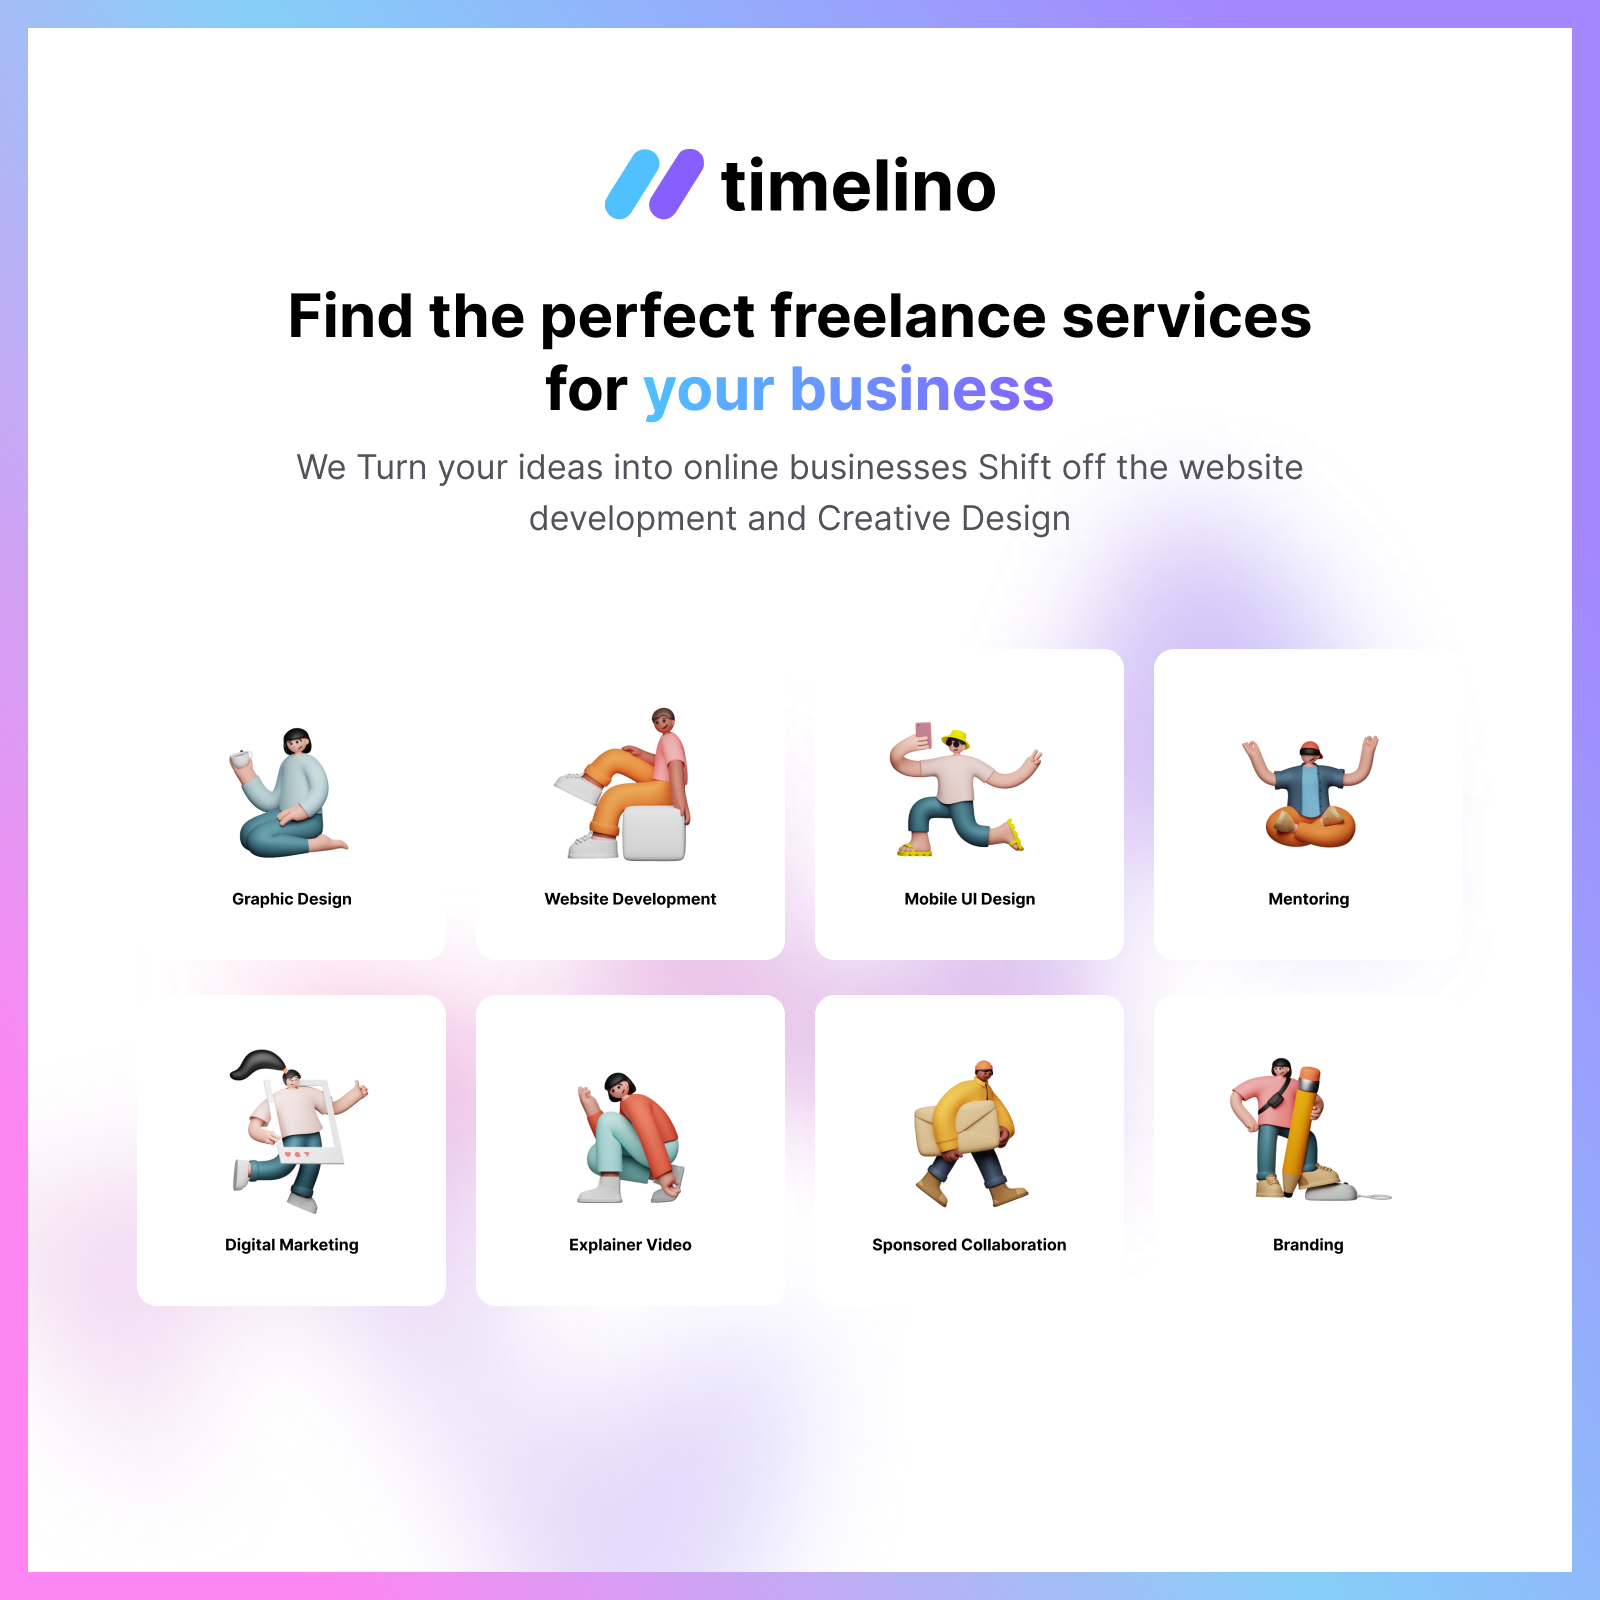 timelino
Find the perfect freelance services
for your business
We Turn your ideas into online businesses Shift off the website
development and Creative Design
Graphic Design
Website Development
Mobile UI Design
Mentoring
Digital Marketing
Explainer Video
Sponsored Collaboration
Branding